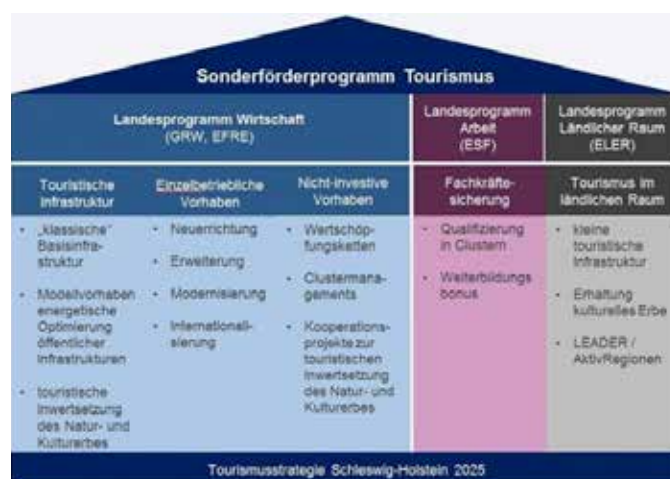 Sonderförderprogramm Tourismus
Landesprogramm Wirtschaft
(GRW, EFRE)
Landesprogramm
Arbeit
(ESF)
Landesprogramm
Ländlicher Raum
(ELER)
Touristische
Infrastruktur
• „klassische“
Basisinfra-
struktur
• Modellvorhaben
energetische
Optimierung
öffentlicher
Infrastrukturen
• touristische
Inwertsetzung
des Natur- und
Kulturerbes
Einzelbetriebliche
Vorhaben
• Neuerrichtung
• Erweiterung
• Modernisierung
• Internationali-
sierung
Nicht-investive
Vorhaben
• Wertschöp-
fungsketten
• Clustermana-
gements
• Kooperations-
projekte zur
touristischen
Inwertsetzung
des Natur- und
Kulturerbes
Fachkräfte-
sicherung
• Qualifizierung
in Clustern
• Weiterbildungs
bonus
Tourismus im
ländlichen Raum
• kleine
touristische
Infrastruktur
• Erhaltung
kulturelles Erbe
• LEADER /
AktivRegionen
Tourismusstrategie Schleswig-Holstein 2025